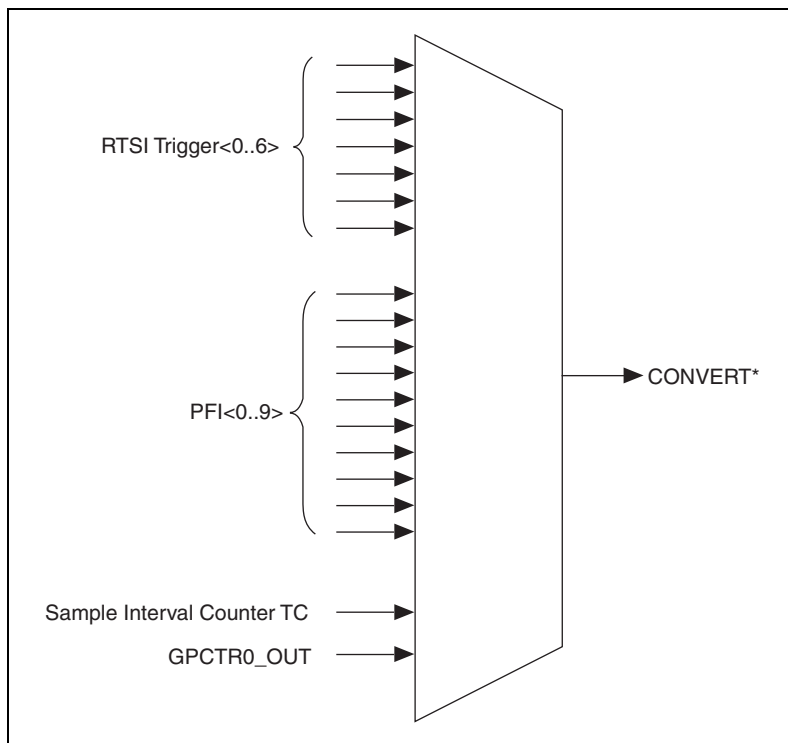 RTSI Trigger<0..6>
PFI<0..9>
CONVERT*
Sample Interval Counter TC
GPCTR0_OUT